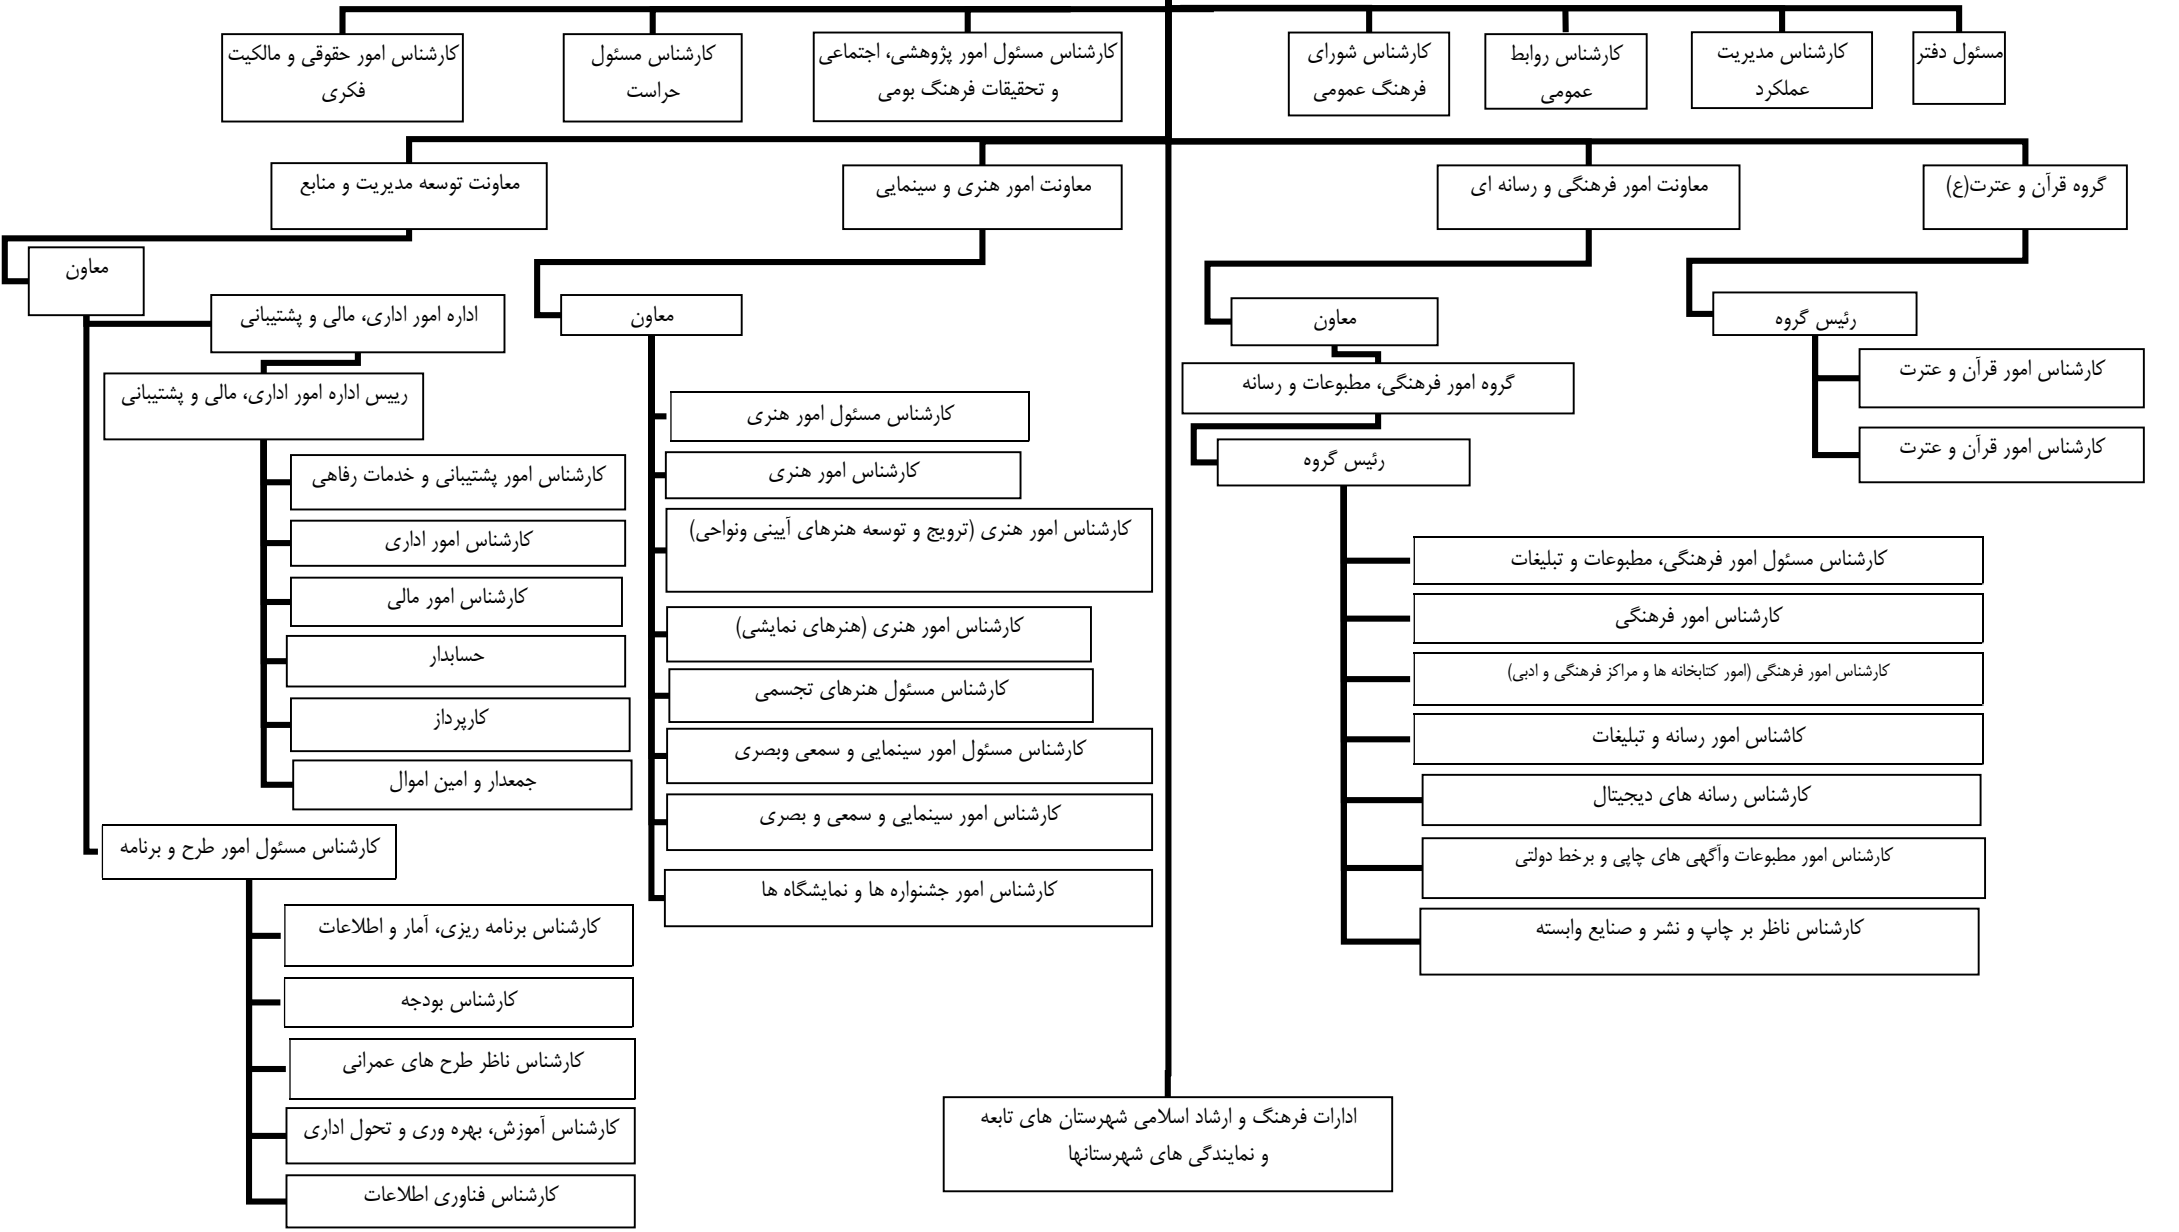 مسئول دفتر
کارشناس مدیریت
عملکرد
کارشناس روابط
عمومی
کارشناس شورای
فرهنگ عمومی
کارشناس مسئول امور پژوهشی، اجتماعی
و تحقیقات فرهنگ بومی
کارشناس مسئول
حراست
کارشناس امور حقوقی و مالکیت
فکری
گروه قرآن و عترت(ع)
معاونت امور فرهنگی و رسانه ای
معاونت امور هنری و سینمایی
معاونت توسعه مدیریت و منابع
رئیس گروه
کارشناس امور قرآن و عترت
کارشناس امور قرآن و عترت
معاون
گروه امور فرهنگی، مطبوعات و رسانه
رئیس گروه
کارشناس مسئول امور فرهنگی، مطبوعات و تبلیغات
کارشناس امور فرهنگی
کارشناس امور فرهنگی (امور کتابخانه ها و مراکز فرهنگی و ادبی)
کاشناس امور رسانه و تبلیغات
کارشناس رسانه های دیجیتال
کارشناس امور مطبوعات وآگهی های چاپی و برخط دولتی
کارشناس ناظر بر چاپ و نشر و صنایع وابسته
معاون
کارشناس مسئول امور هنری
کارشناس امور هنری
کارشناس امور هنری (ترویج و توسعه هنرهای آیینی ونواحی)
کارشناس امور هنری (هنرهای نمایشی)
کارشناس مسئول هنرهای تجسمی
کارشناس مسئول امور سینمایی و سمعی وبصری
کارشناس امور سینمایی و سمعی و بصری
کارشناس امور جشنواره ها و نمایشگاه ها
معاون
اداره امور اداری، مالی و پشتیبانی
رییس اداره امور اداری، مالی و پشتیبانی
کارشناس امور پشتیبانی و خدمات رفاهی
کارشناس امور اداری
کارشناس امور مالی
حسابدار
کارپرداز
جمعدار و امین اموال
کارشناس مسئول امور طرح و برنامه
کارشناس برنامه ریزی، آمار و اطلاعات
کارشناس بودجه
کارشناس ناظر طرح های عمرانی
کارشناس آموزش، بهره وری و تحول اداری
کارشناس فناوری اطلاعات
ادارات فرهنگ و ارشاد اسلامی شهرستان های تابعه
و نمایندگی های شهرستانها